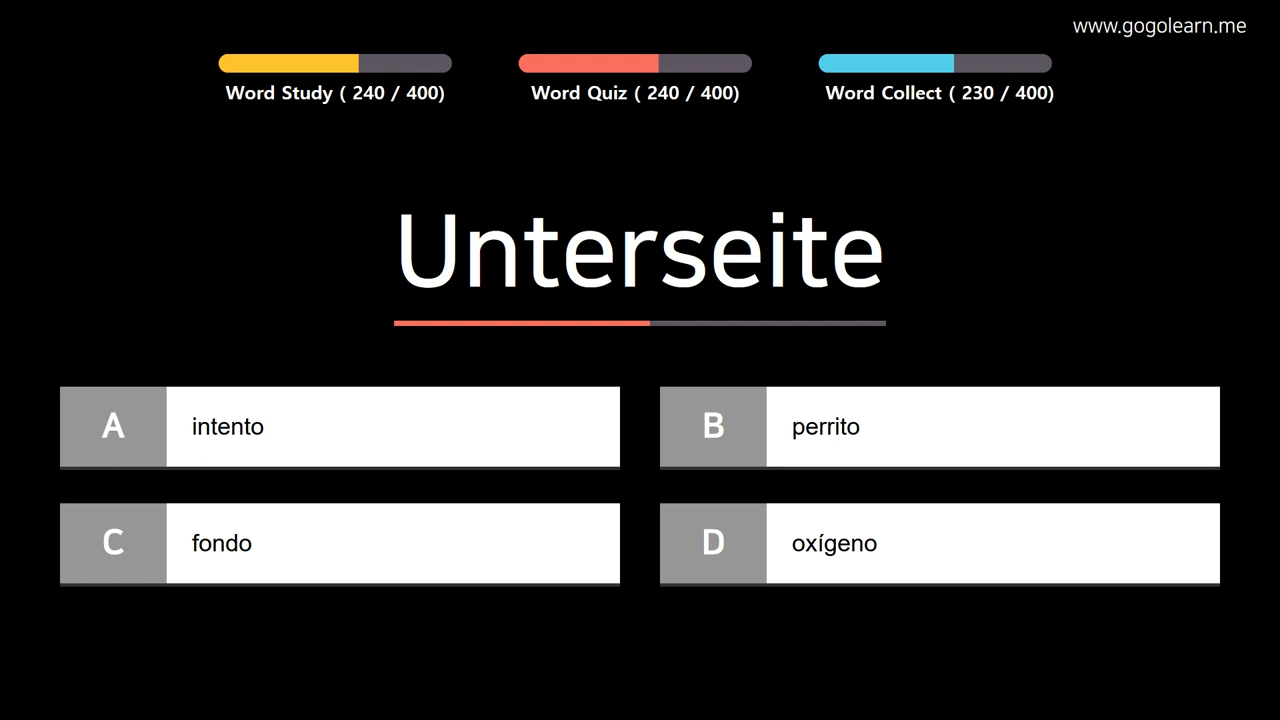 www.gogolearn.me
Word Study ( 240 / 400)
Word Quiz ( 240 / 400)
Word Collect ( 230 / 400)
Unterseite
A intento
B perrito
C fondo
D oxígeno